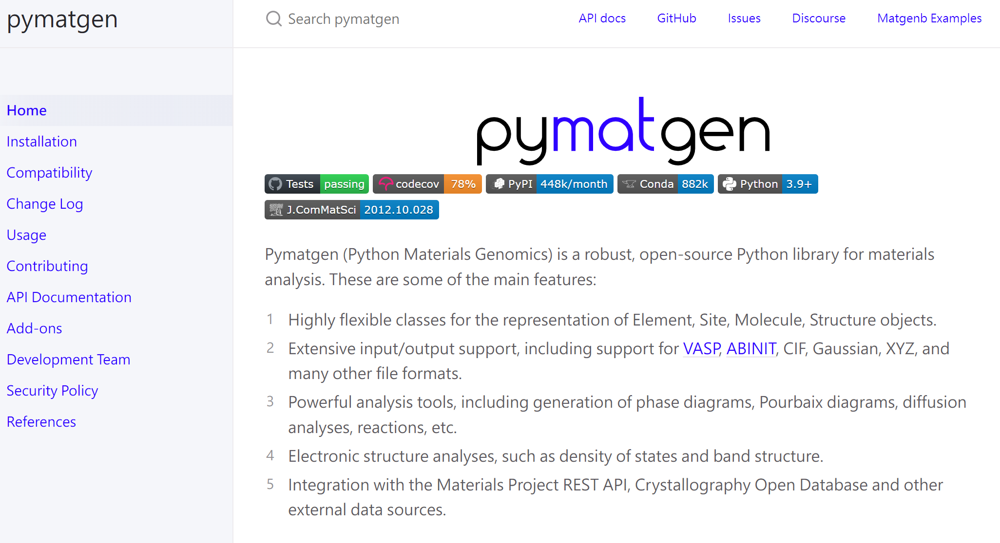 pymatgen
Search pymatgen
API docs
GitHub
Issues
Discourse
Matgenb Examples
Home
Installation
Compatibility
Change Log
Usage
Contributing
API Documentation
Add-ons
Development Team
Security Policy
References
pymatgen
Tests passing
codecov 78%
PyPI 448k/month
Conda 882k
Python 3.9+
J.ComMatSci 2012.10.028
Pymatgen (Python Materials Genomics) is a robust, open-source Python library for materials
analysis. These are some of the main features:
1 Highly flexible classes for the representation of Element, Site, Molecule, Structure objects.
2 Extensive input/output support, including support for VASP, ABINIT, CIF, Gaussian, XYZ, and
many other file formats.
3 Powerful analysis tools, including generation of phase diagrams, Pourbaix diagrams, diffusion
analyses, reactions, etc.
4 Electronic structure analyses, such as density of states and band structure.
5 Integration with the Materials Project REST API, Crystallography Open Database and other
external data sources.